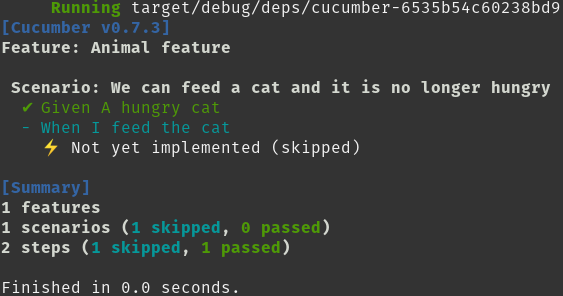 Running target/debug/deps/cucumber-6535b54c60238bd9
[Cucumber v0.7.3]
Feature: Animal feature
Scenario: We can feed a cat and it is no longer hungry
✔ Given A hungry cat
- When I feed the cat
⚡ Not yet implemented (skipped)
[Summary]
1 features
1 scenarios (1 skipped, 0 passed)
2 steps (1 skipped, 1 passed)
Finished in 0.0 seconds.